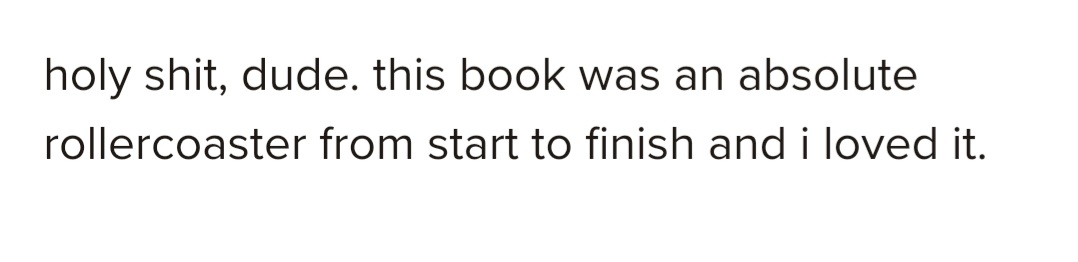 holy shit, dude. this book was an absolute
rollercoaster from start to finish and i loved it.